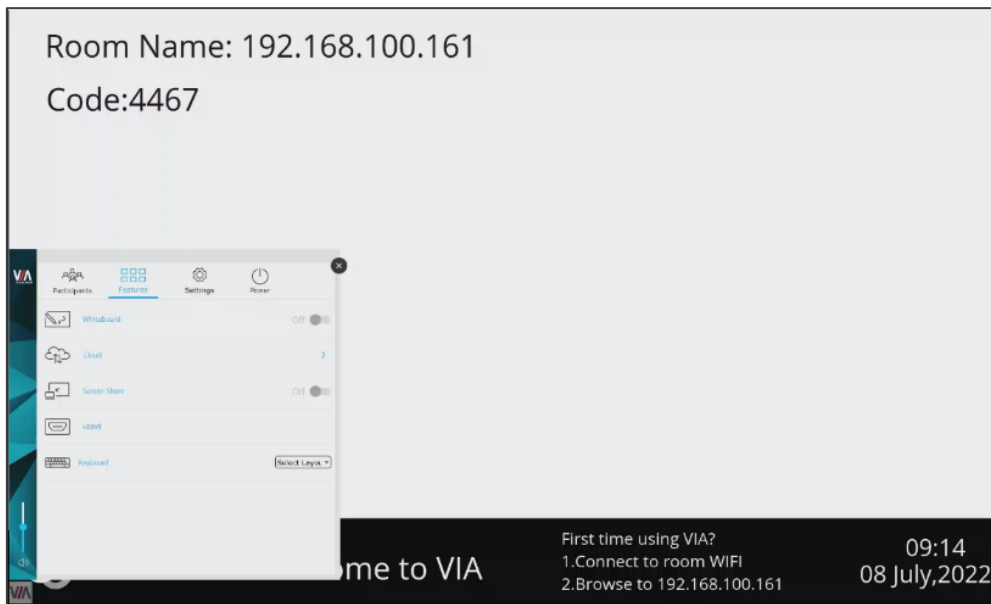 Room Name: 192.168.100.161
Code:4467
VIA
Participants
Features
Settings
Power
Whiteboard
Off
Cloud
Screen Share
Off
HDMI
Keyboard
Select Layou
me to VIA
First time using VIA?
1.Connect to room WIFI
2.Browse to 192.168.100.161
09:14
08 July,2022
VIA